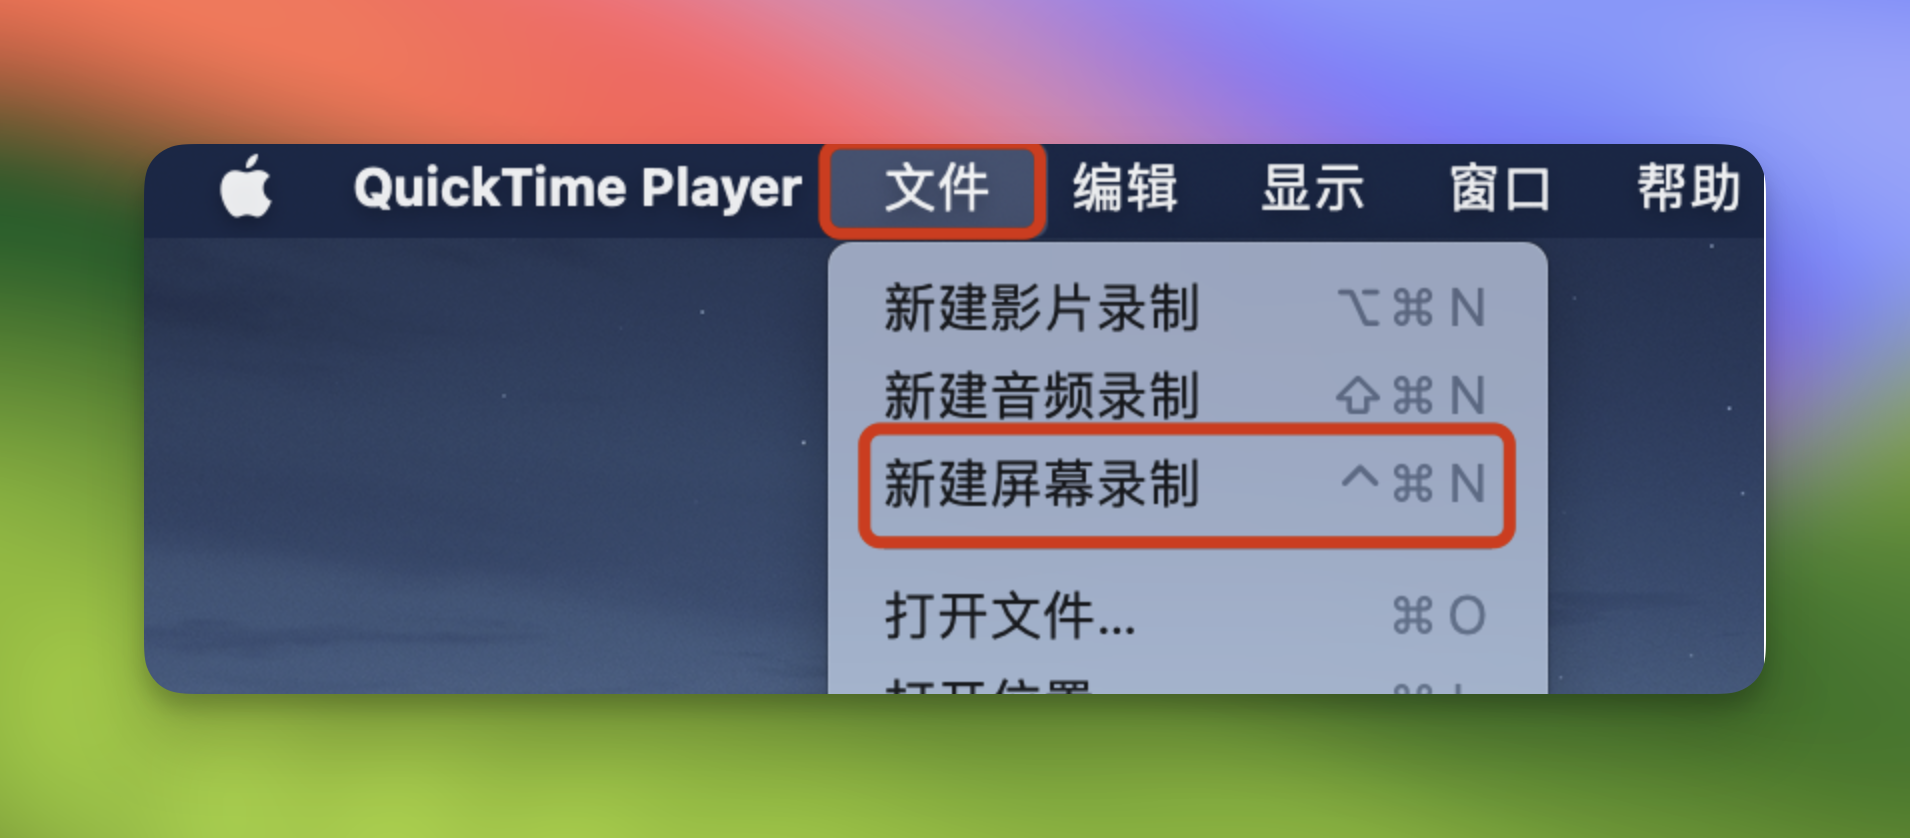 QuickTime Player 文件 编辑 显示 窗口 帮助
新建影片录制 ⌥⌘N
新建音频录制 ⇧⌘N
新建屏幕录制 ^⌘N
打开文件... ⌘O